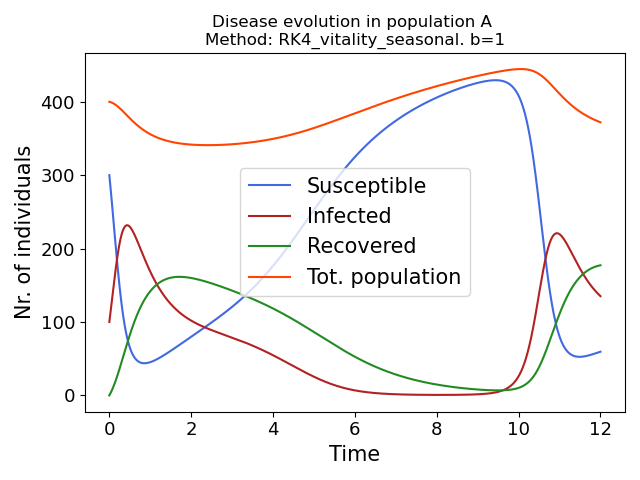 Disease evolution in population A
Method: RK4_vitality_seasonal. b=1
Nr. of individuals
400
300
200
100
0
Susceptible
Infected
Recovered
Tot. population
0 2 4 6 8 10 12
Time